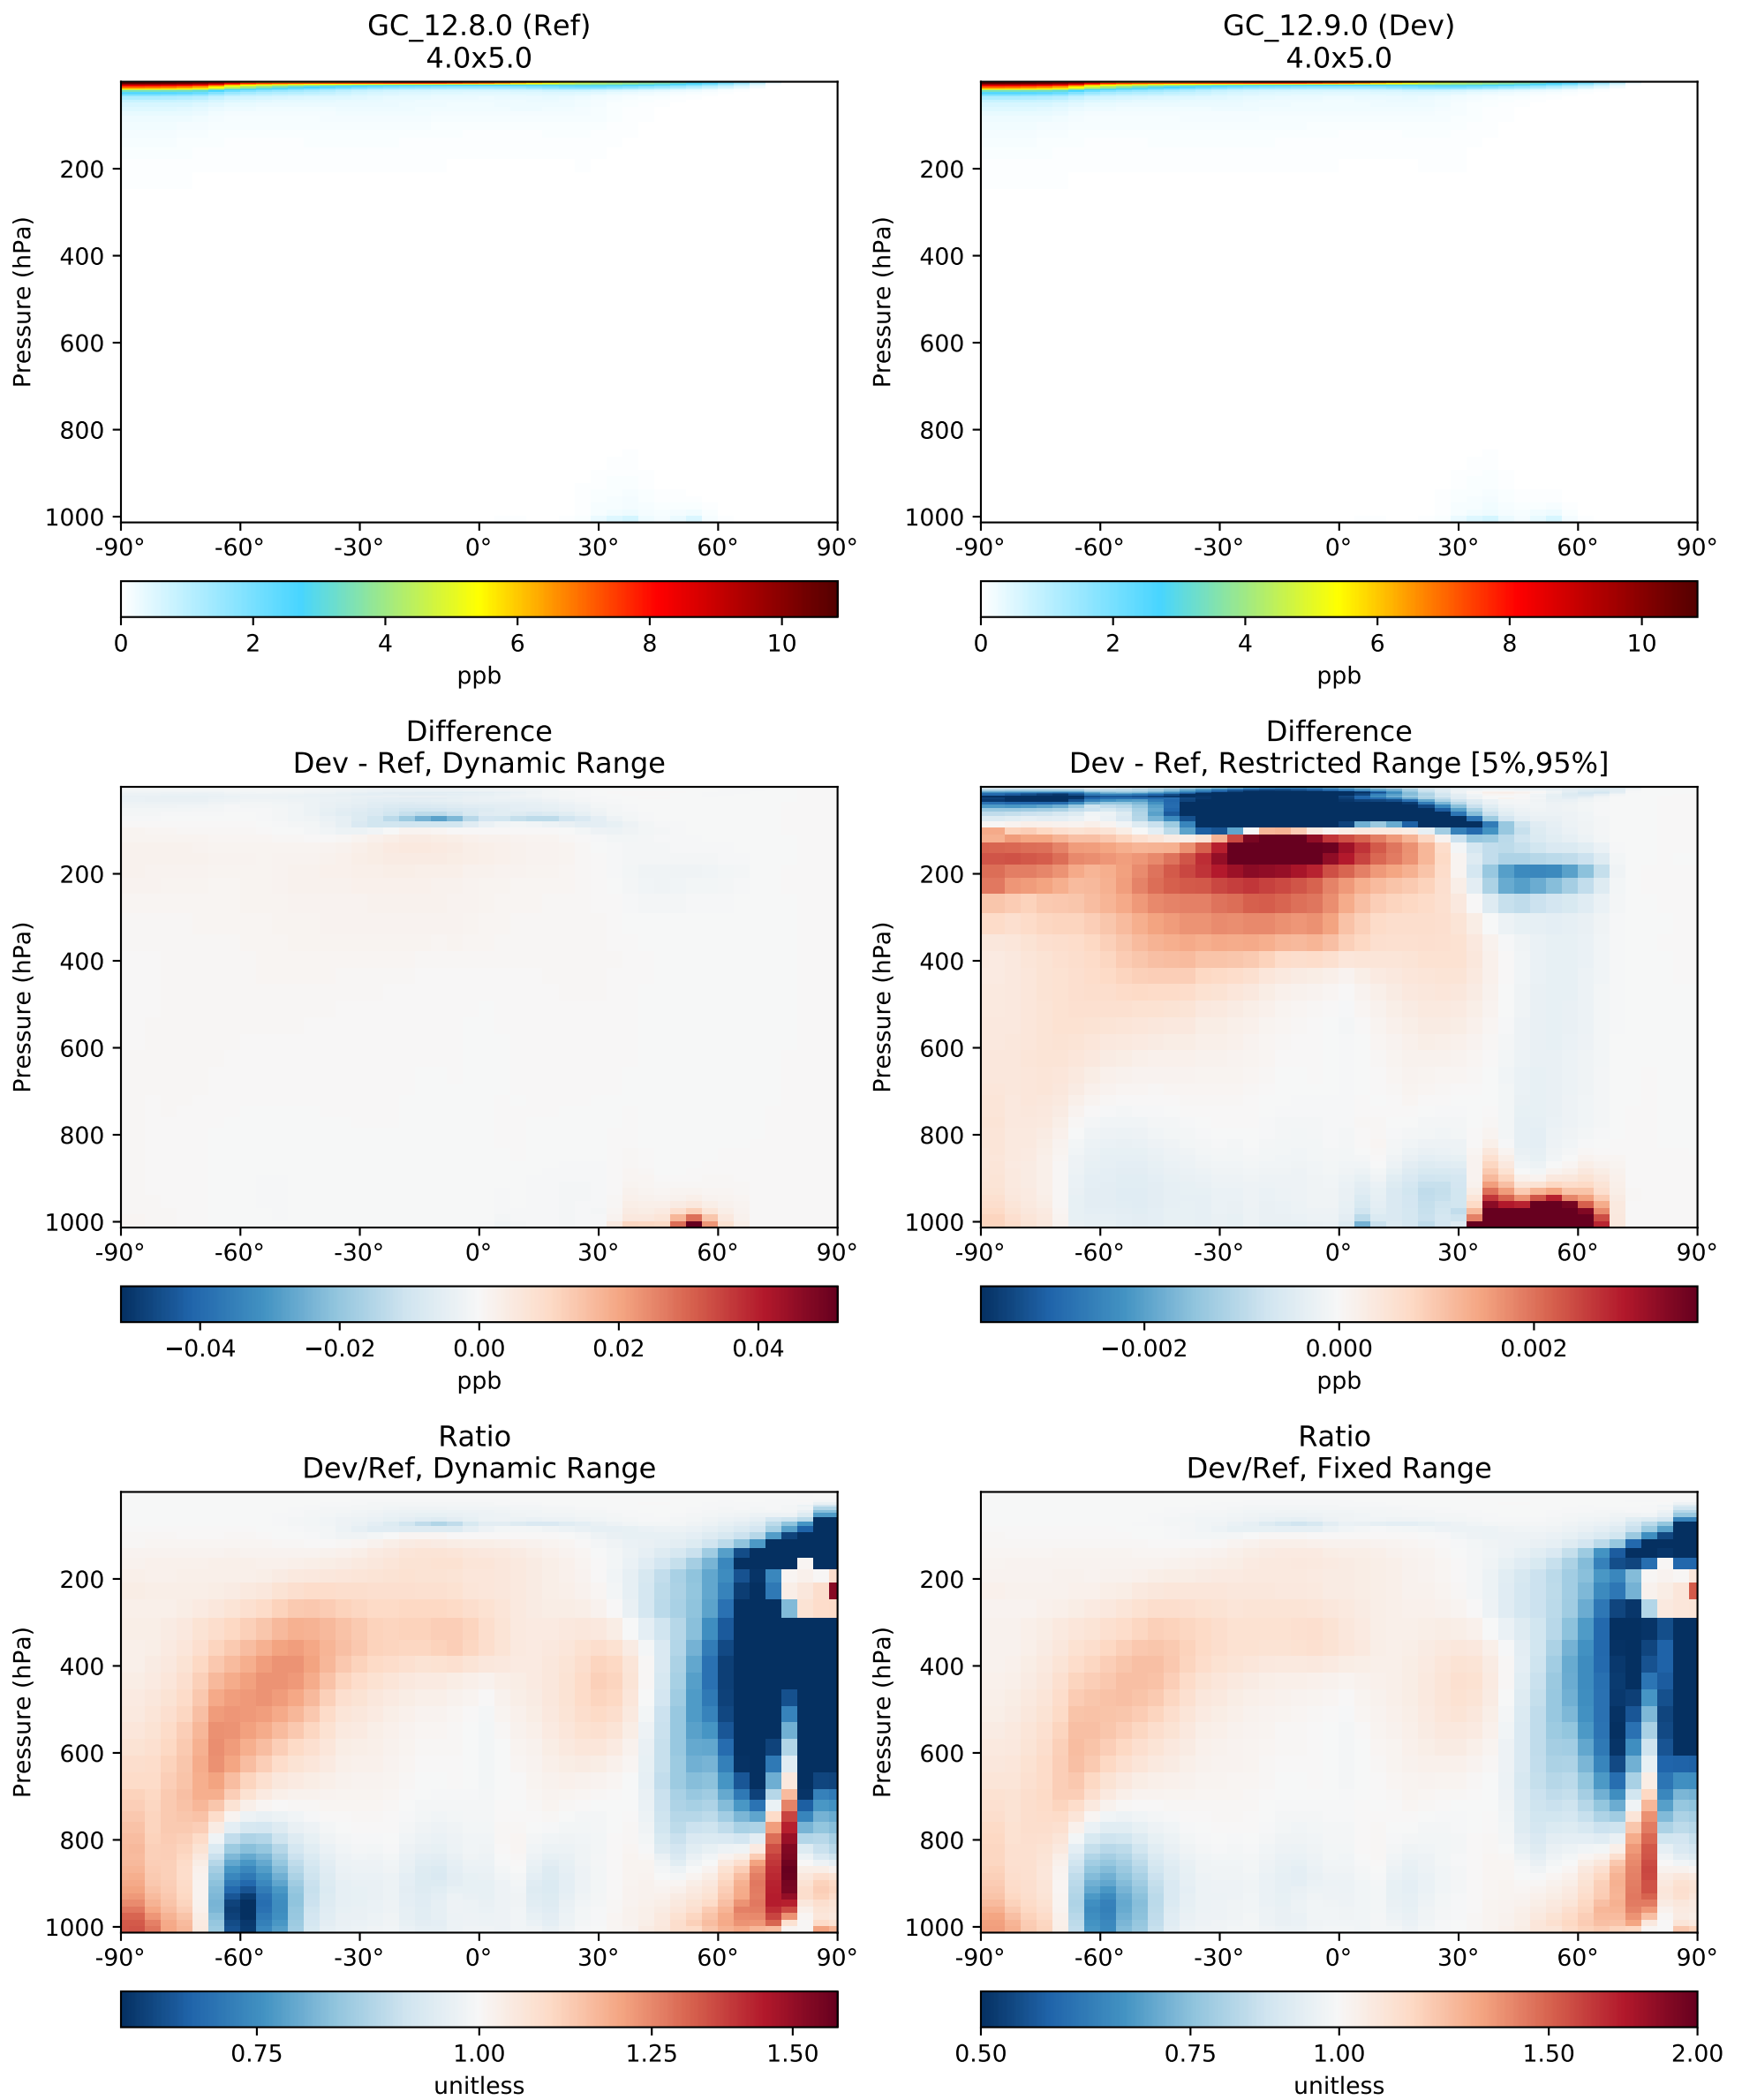 GC_12.8.0 (Ref)
4.0x5.0
Pressure (hPa)
200
400
600
800
1000
-90° -60° -30° 0° 30° 60° 90°
0 2 4 6 8 10
ppb
GC_12.9.0 (Dev)
4.0x5.0
Pressure (hPa)
200
400
600
800
1000
-90° -60° -30° 0° 30° 60° 90°
0 2 4 6 8 10
ppb
Difference
Dev - Ref, Dynamic Range
Pressure (hPa)
200
400
600
800
1000
-90° -60° -30° 0° 30° 60° 90°
−0.04 −0.02 0.00 0.02 0.04
ppb
Difference
Dev - Ref, Restricted Range [5%,95%]
Pressure (hPa)
200
400
600
800
1000
-90° -60° -30° 0° 30° 60° 90°
−0.002 0.000 0.002
ppb
Ratio
Dev/Ref, Dynamic Range
Pressure (hPa)
200
400
600
800
1000
-90° -60° -30° 0° 30° 60° 90°
0.75 1.00 1.25 1.50
unitless
Ratio
Dev/Ref, Fixed Range
Pressure (hPa)
200
400
600
800
1000
-90° -60° -30° 0° 30° 60° 90°
0.50 0.75 1.00 1.50 2.00
unitless